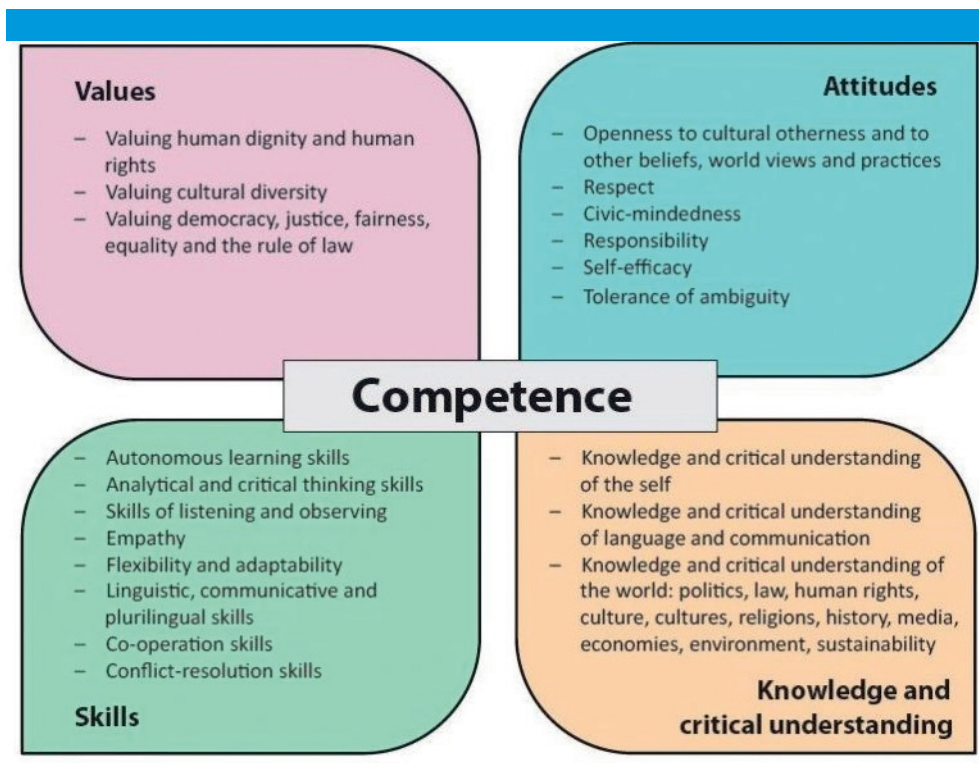 Values
– Valuing human dignity and human
rights
– Valuing cultural diversity
– Valuing democracy, justice, fairness,
equality and the rule of law
Attitudes
– Openness to cultural otherness and to
other beliefs, world views and practices
– Respect
– Civic-mindedness
– Responsibility
– Self-efficacy
– Tolerance of ambiguity
Competence
– Autonomous learning skills
– Analytical and critical thinking skills
– Skills of listening and observing
– Empathy
– Flexibility and adaptability
– Linguistic, communicative and
plurilingual skills
– Co-operation skills
– Conflict-resolution skills
Skills
– Knowledge and critical understanding
of the self
– Knowledge and critical understanding
of language and communication
– Knowledge and critical understanding of
the world: politics, law, human rights,
culture, cultures, religions, history, media,
economies, environment, sustainability
Knowledge and
critical understanding